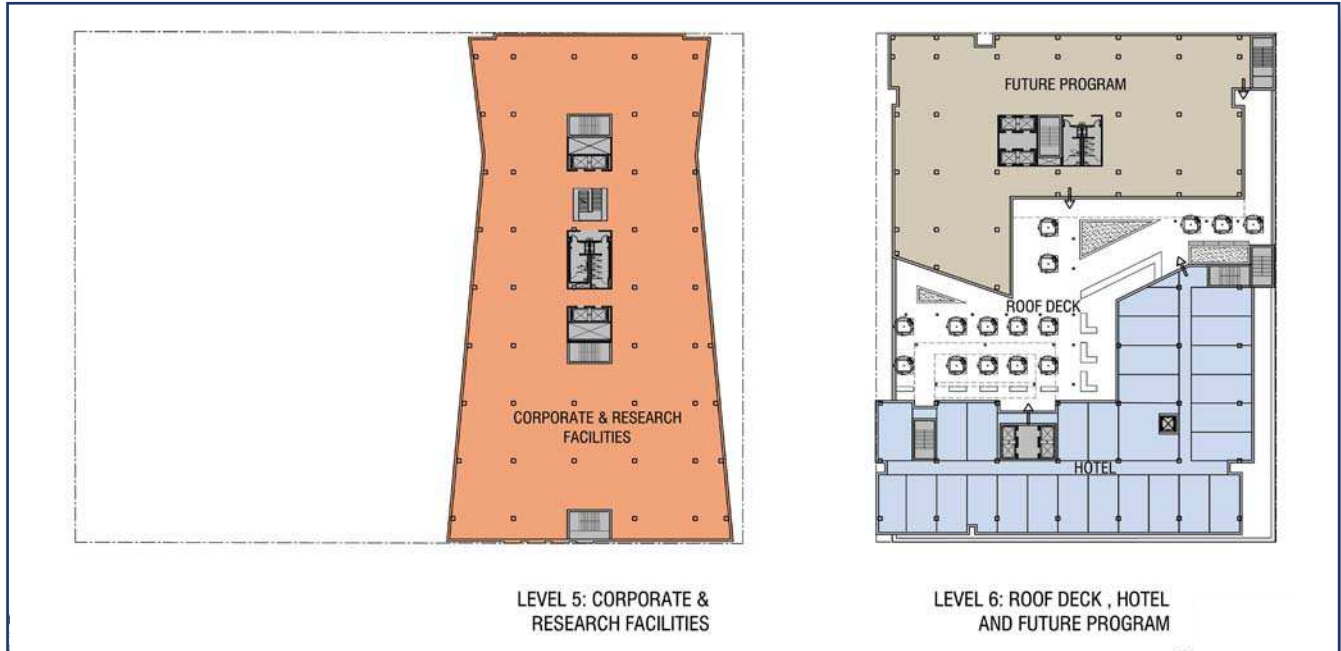 CORPORATE & RESEARCH
FACILITIES
LEVEL 5: CORPORATE &
RESEARCH FACILITIES
FUTURE PROGRAM
ROOF DECK
HOTEL
LEVEL 6: ROOF DECK , HOTEL
AND FUTURE PROGRAM